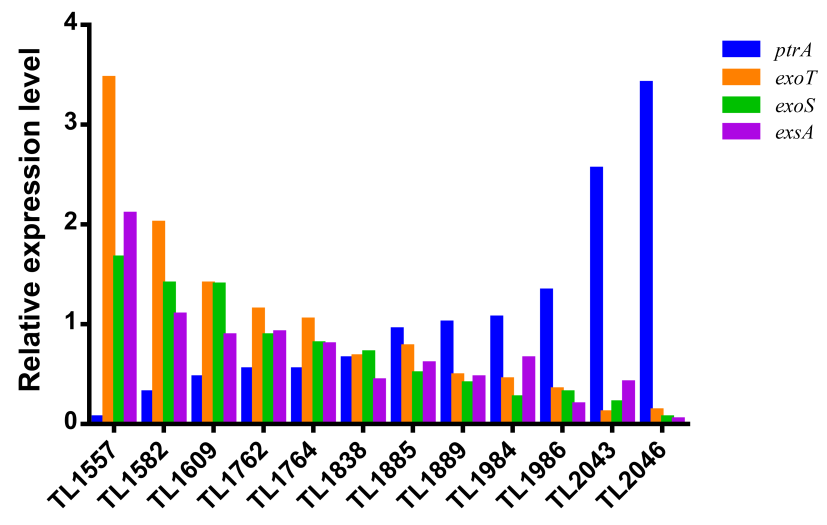 Relative expression level
4
3
2
1
0
TL1557
TL1582
TL1609
TL1762
TL1764
TL1838
TL1885
TL1889
TL1984
TL1986
TL2043
TL2046
ptrA
exoT
exoS
exsA